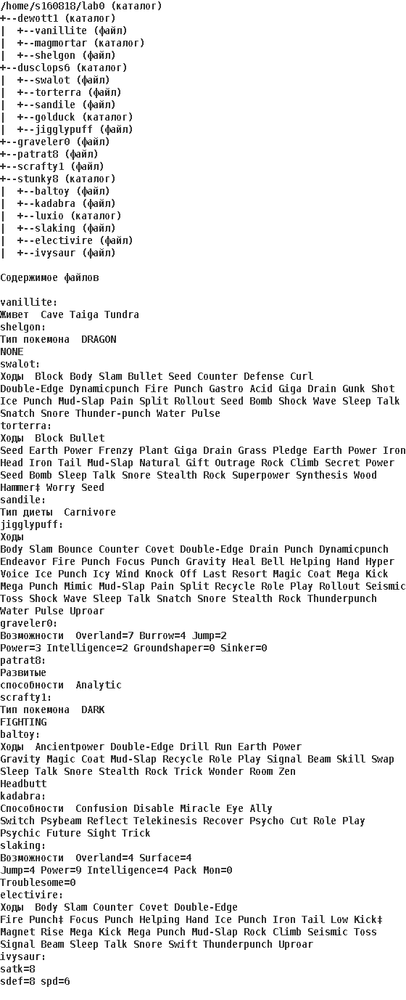 /home/s160818/lab0 (каталог)
+--dewott1 (каталог)
|  +--vanillite (файл)
|  +--magmortar (каталог)
|  +--shelgon (файл)
+--dusclops6 (каталог)
|  +--swalot (файл)
|  +--torterra (файл)
|  +--sandile (файл)
|  +--golduck (каталог)
|  +--jigglypuff (файл)
+--graveler0 (файл)
+--patrat8 (файл)
+--scrafty1 (файл)
+--stunky8 (каталог)
|  +--baltoy (файл)
|  +--kadabra (файл)
|  +--luxio (каталог)
|  +--slaking (файл)
|  +--electivire (файл)
|  +--ivysaur (файл)

Содержимое файлов

vanillite:
Живет  Cave Taiga Tundra
shelgon:
Тип покемона  DRAGON
NONE
swalot:
Ходы  Block Body Slam Bullet Seed Counter Defense Curl
Double-Edge Dynamicpunch Fire Punch Gastro Acid Giga Drain Gunk Shot
Ice Punch Mud-Slap Pain Split Rollout Seed Bomb Shock Wave Sleep Talk
Snatch Snore Thunder-punch Water Pulse
torterra:
Ходы  Block Bullet
Seed Earth Power Frenzy Plant Giga Drain Grass Pledge Earth Power Iron
Head Iron Tail Mud-Slap Natural Gift Outrage Rock Climb Secret Power
Seed Bomb Sleep Talk Snore Stealth Rock Superpower Synthesis Wood
Hammer‡ Worry Seed
sandile:
Тип диеты  Carnivore
jigglypuff:
Ходы
Body Slam Bounce Counter Covet Double-Edge Drain Punch Dynamicpunch
Endeavor Fire Punch Focus Punch Gravity Heal Bell Helping Hand Hyper
Voice Ice Punch Icy Wind Knock Off Last Resort Magic Coat Mega Kick
Mega Punch Mimic Mud-Slap Pain Split Recycle Role Play Rollout Seismic
Toss Shock Wave Sleep Talk Snatch Snore Stealth Rock Thunderpunch
Water Pulse Uproar
graveler0:
Возможности  Overland=7 Burrow=4 Jump=2
Power=3 Intelligence=2 Groundshaper=0 Sinker=0
patrat8:
Развитые
способности  Analytic
scrafty1:
Тип покемона  DARK
FIGHTING
baltoy:
Ходы  Ancientpower Double-Edge Drill Run Earth Power
Gravity Magic Coat Mud-Slap Recycle Role Play Signal Beam Skill Swap
Sleep Talk Snore Stealth Rock Trick Wonder Room Zen
Headbutt
kadabra:
Способности  Confusion Disable Miracle Eye Ally
Switch Psybeam Reflect Telekinesis Recover Psycho Cut Role Play
Psychic Future Sight Trick
slaking:
Возможности  Overland=4 Surface=4
Jump=4 Power=9 Intelligence=4 Pack Mon=0
Troublesome=0
electivire:
Ходы  Body Slam Counter Covet Double-Edge
Fire Punch‡ Focus Punch Helping Hand Ice Punch Iron Tail Low Kick‡
Magnet Rise Mega Kick Mega Punch Mud-Slap Rock Climb Seismic Toss
Signal Beam Sleep Talk Snore Swift Thunderpunch Uproar
ivysaur:
satk=8
sdef=8 spd=6